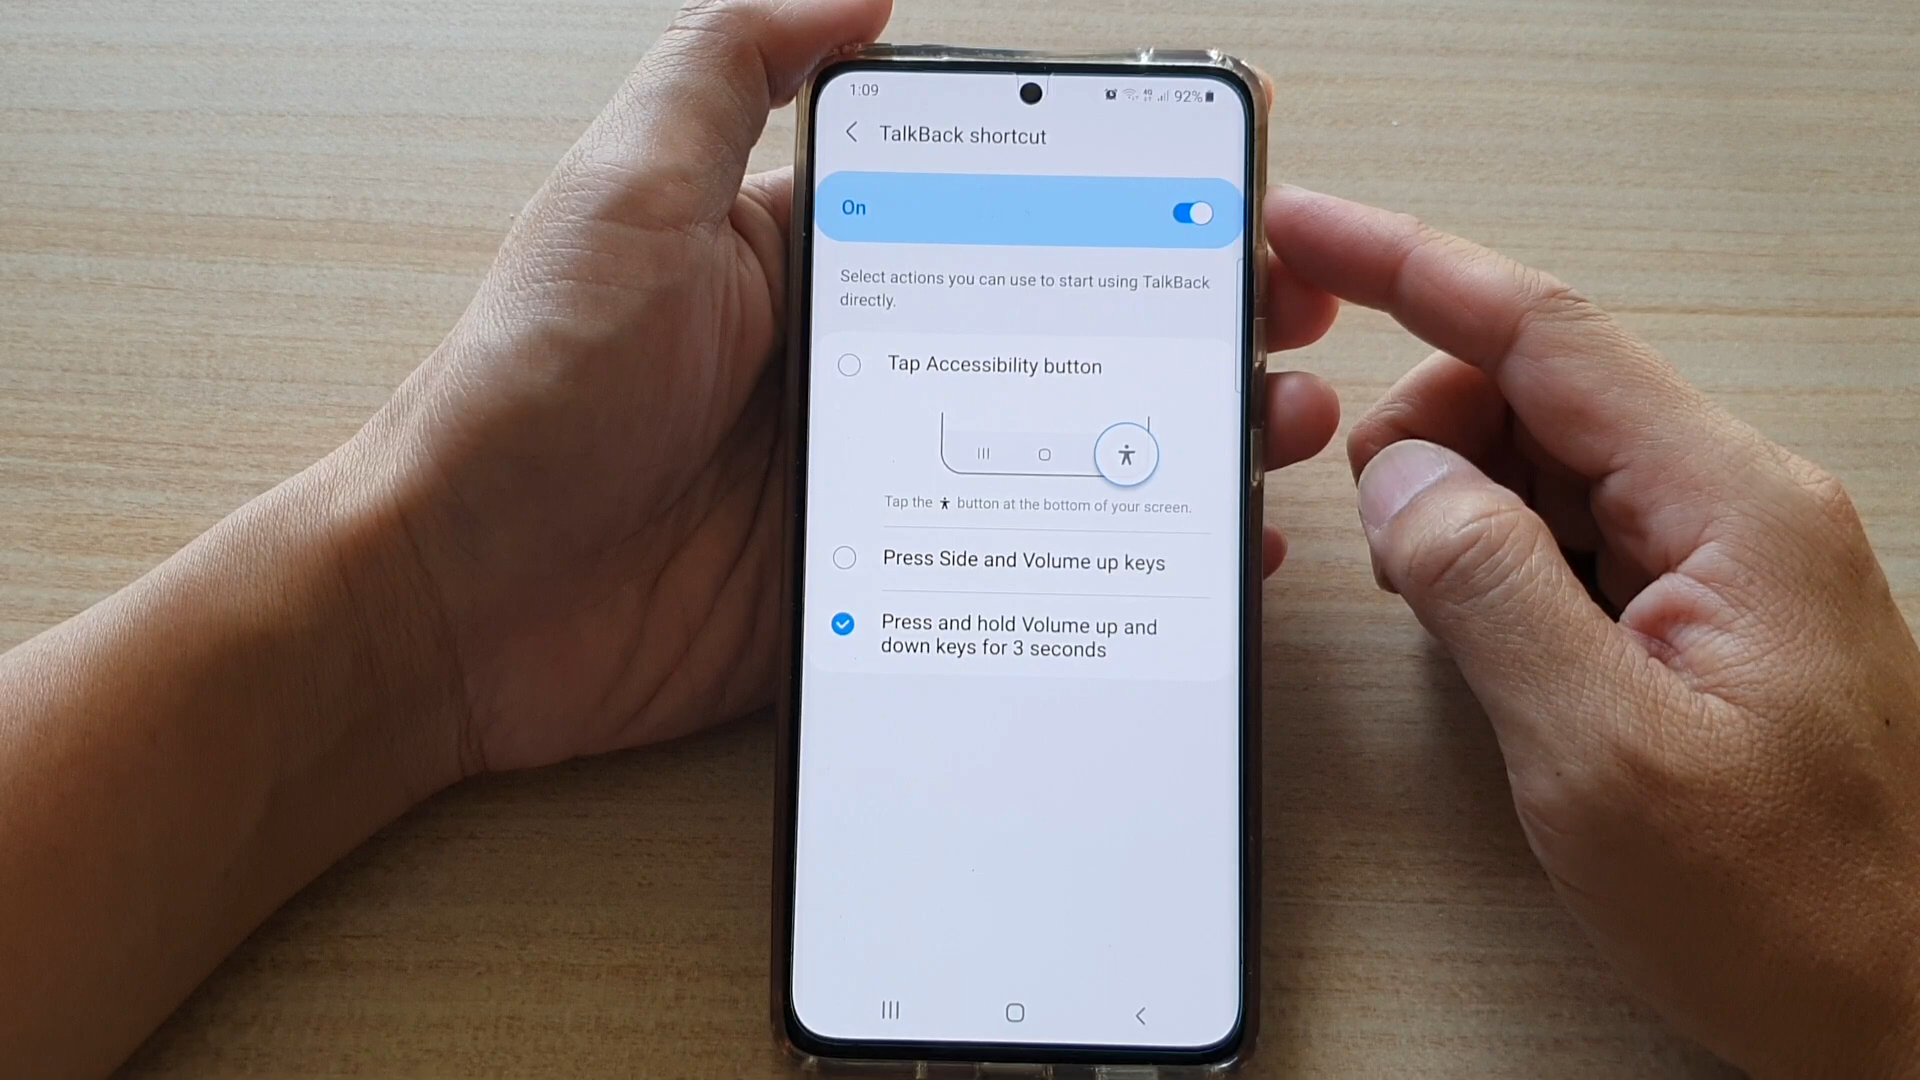 1:09
4G
92%
TalkBack shortcut
On
Select actions you can use to start using TalkBack
directly.
Tap Accessibility button
Tap the button at the bottom of your screen.
Press Side and Volume up keys
Press and hold Volume up and
down keys for 3 seconds